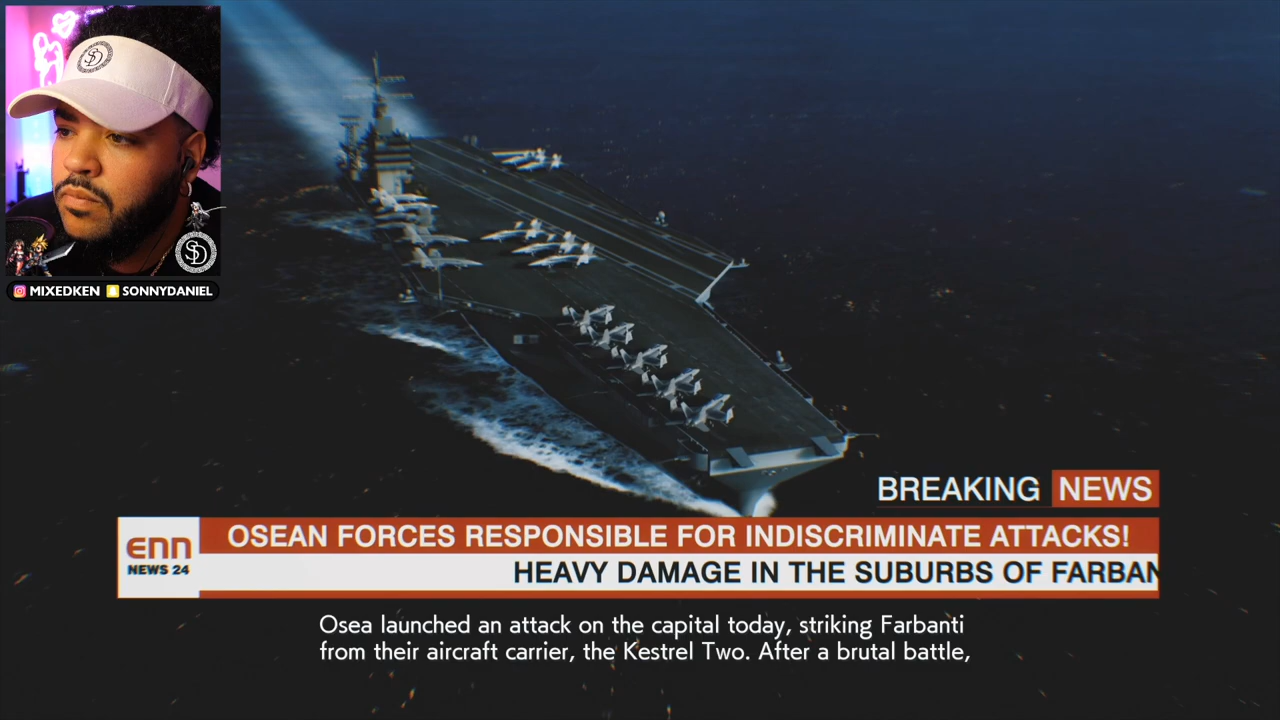 SD
SD
MIXEDKEN SONNYDANIEL
BREAKING NEWS
enn
NEWS 24
OSEAN FORCES RESPONSIBLE FOR INDISCRIMINATE ATTACKS!
HEAVY DAMAGE IN THE SUBURBS OF FARBAN
Osea launched an attack on the capital today, striking Farbanti
from their aircraft carrier, the Kestrel Two. After a brutal battle,